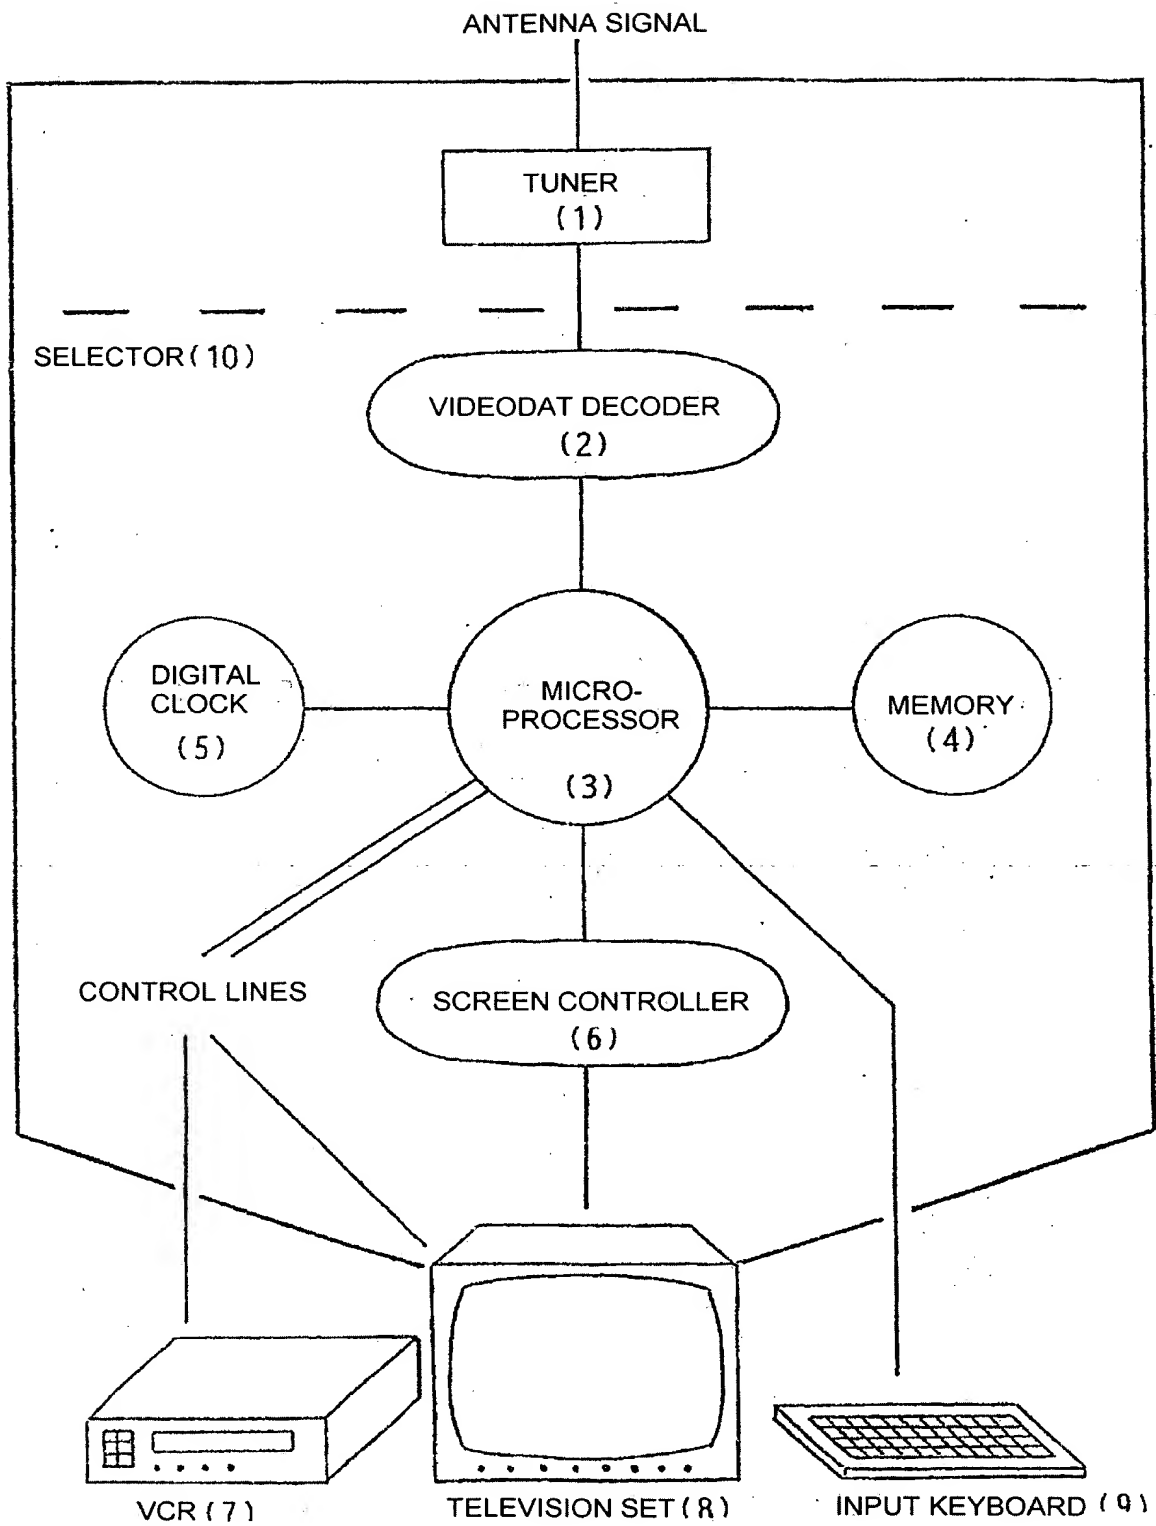 ANTENNA SIGNAL
TUNER
(1)
SELECTOR (10)
VIDEODAT DECODER
(2)
DIGITAL
CLOCK
(5)
MICRO-
PROCESSOR
(3)
MEMORY
(4)
CONTROL LINES
SCREEN CONTROLLER
(6)
VCR (7)
TELEVISION SET (8)
INPUT KEYBOARD (9)